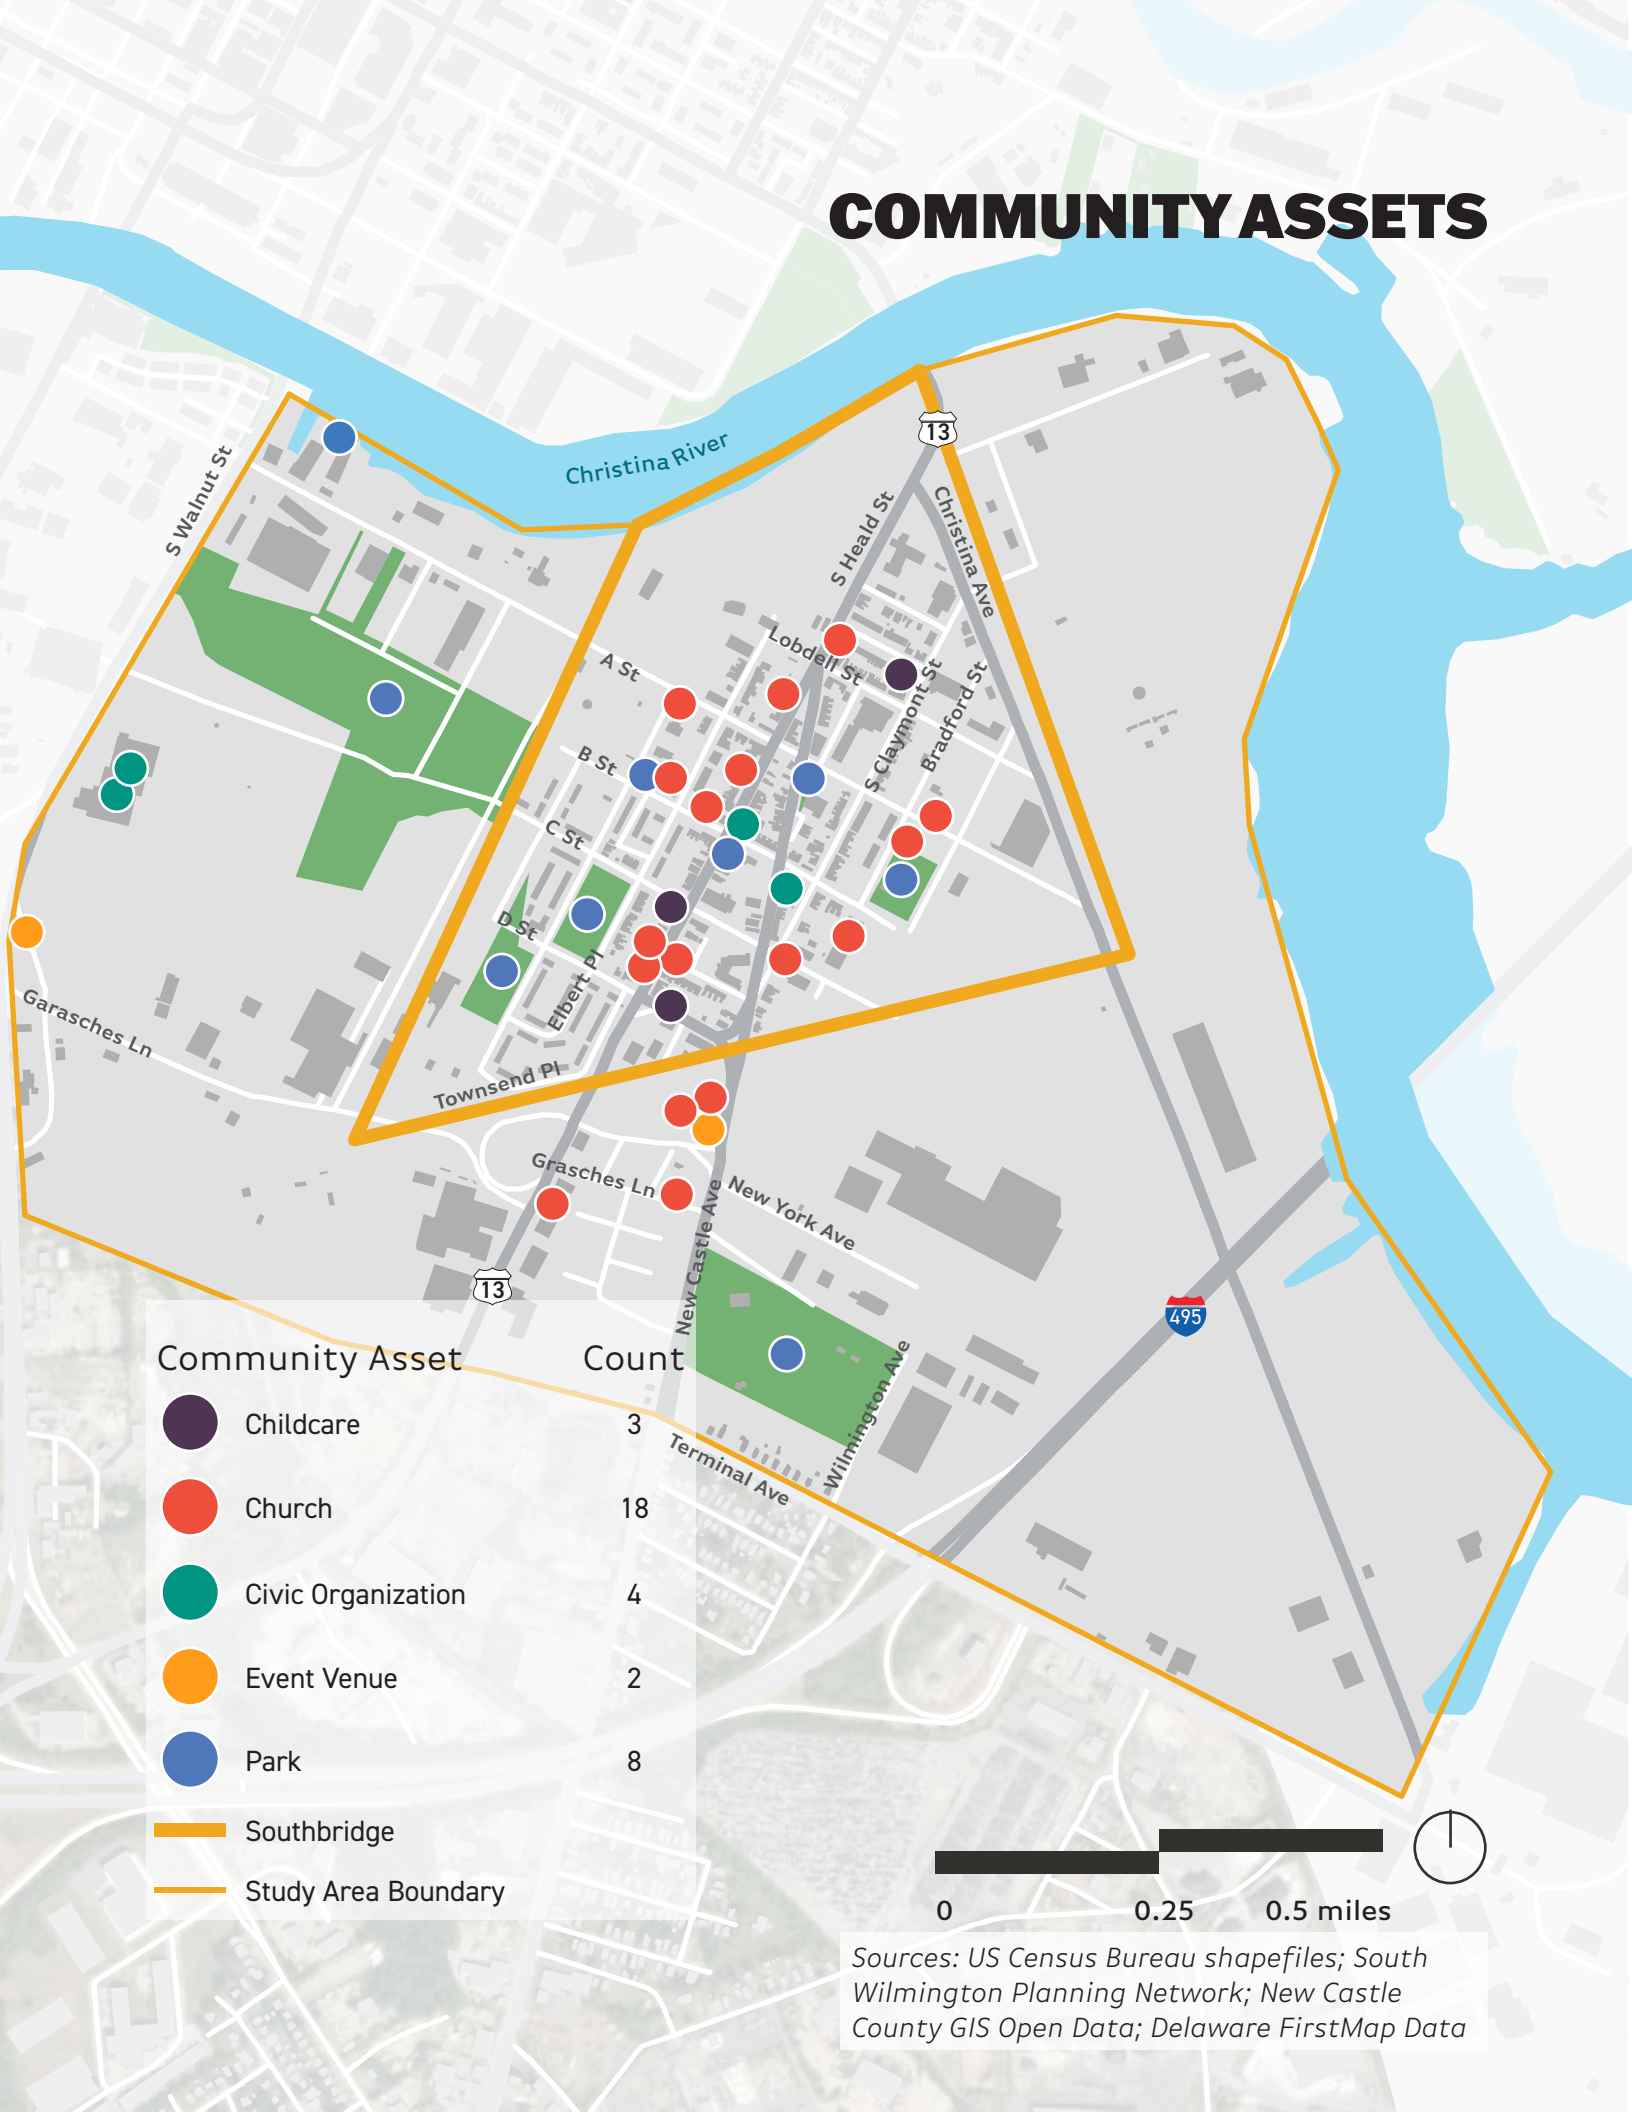 COMMUNITY ASSETS
Christina River
13
S Walnut St
S Heald St
Christina Ave
Lobdell St
A St
S Claymont St
Bradford St
B St
C St
D St
Elbert Pl
Garasches Ln
Townsend Pl
Grasches Ln
New York Ave
New Castle Ave
13
495
Wilmington Ave
Terminal Ave
Community Asset Count
Childcare 3
Church 18
Civic Organization 4
Event Venue 2
Park 8
Southbridge
Study Area Boundary
0 0.25 0.5 miles
Sources: US Census Bureau shapefiles; South
Wilmington Planning Network; New Castle
County GIS Open Data; Delaware FirstMap Data